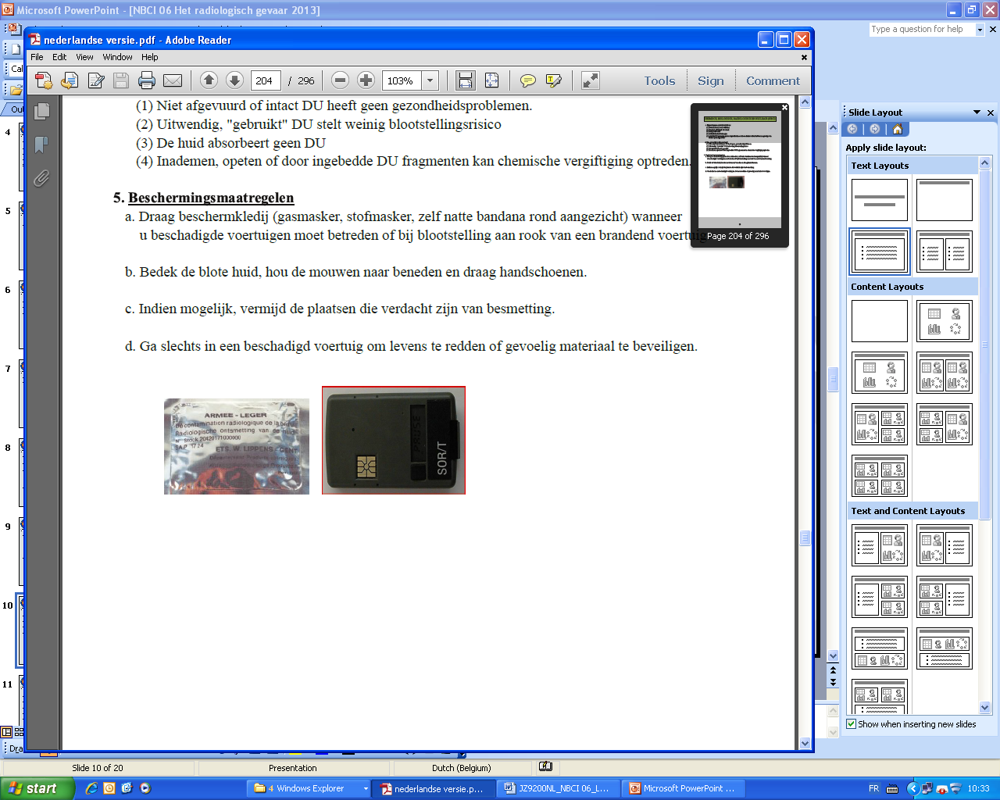 Microsoft PowerPoint - [NBCI 06 Het radiologisch gevaar 2013]
Type a question for help
nederlandse versie.pdf - Adobe Reader
File Edit View Window Help
204 / 296
103%
Tools Sign Comment
(1) Niet afgevuurd of intact DU heeft geen gezondheidsproblemen.
(2) Uitwendig, "gebruikt" DU stelt weinig blootstellingsrisico
(3) De huid absorbeert geen DU
(4) Inademen, opeten of door ingebedde DU fragmenten kan chemische vergiftiging optreden.
5. Beschermingsmaatregelen
a. Draag beschermkledij (gasmasker, stofmasker, zelf natte bandana rond aangezicht) wanneer
u beschadigde voertuigen moet betreden of bij blootstelling aan rook van een brandend voertuig
b. Bedek de blote huid, hou de mouwen naar beneden en draag handschoenen.
c. Indien mogelijk, vermijd de plaatsen die verdacht zijn van besmetting.
d. Ga slechts in een beschadigd voertuig om levens te redden of gevoelig materiaal te beveiligen.
ARMEE - LEGER
Décontamination radiologique de la
Radiologische ontsmetting van de huid
N° Stock
ETS. W. LIPPENS - GENT
PAUSE
SOR/T
Page 204 of 296
Cal
Ou
4
5
6
7
8
9
10
11
Slide Layout
Apply slide layout:
Text Layouts
Content Layouts
Text and Content Layouts
Show when inserting new slides
Dra
Slide 10 of 20
Presentation
Dutch (Belgium)
start
4 Windows Explorer
nederlandse versie.p...
JZ9200NL_NBCI 06_L...
Microsoft PowerPoint ...
FR
10:33